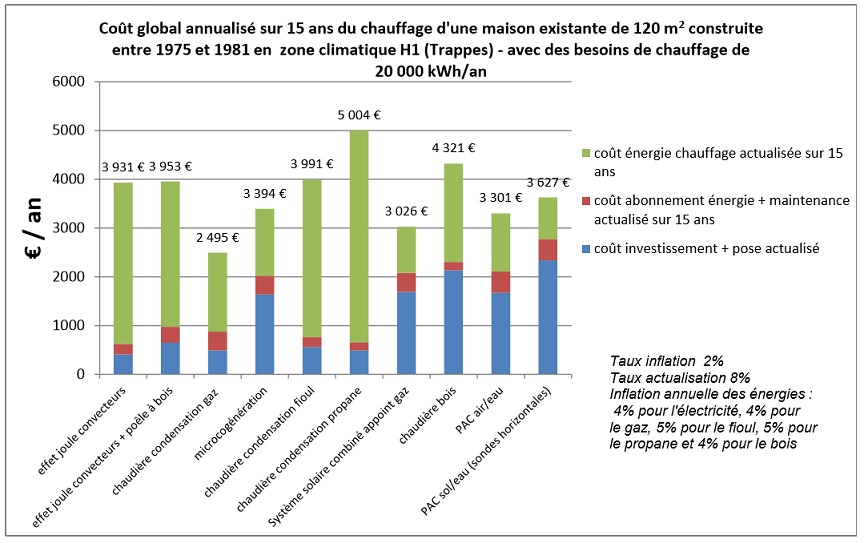 Coût global annualisé sur 15 ans du chauffage d'une maison existante de 120 m² construite
entre 1975 et 1981 en zone climatique H1 (Trappes) - avec des besoins de chauffage de
20 000 kWh/an
€ / an
6000
5000
4000
3000
2000
1000
0
3 931 €
3 953 €
2 495 €
3 394 €
3 991 €
5 004 €
3 026 €
4 321 €
3 301 €
3 627 €
effet joule convecteurs
effet joule convecteurs + poêle à bois
chaudière condensation gaz
microcogénération
chaudière condensation fioul
chaudière condensation propane
Système solaire combiné appoint gaz
chaudière bois
PAC air/eau
PAC sol/eau (sondes horizontales)
coût énergie chauffage actualisée sur 15
ans
coût abonnement énergie + maintenance
actualisé sur 15 ans
coût investissement + pose actualisé
Taux inflation 2%
Taux actualisation 8%
Inflation annuelle des énergies :
4% pour l'électricité, 4% pour
le gaz, 5% pour le fioul, 5% pour
le propane et 4% pour le bois